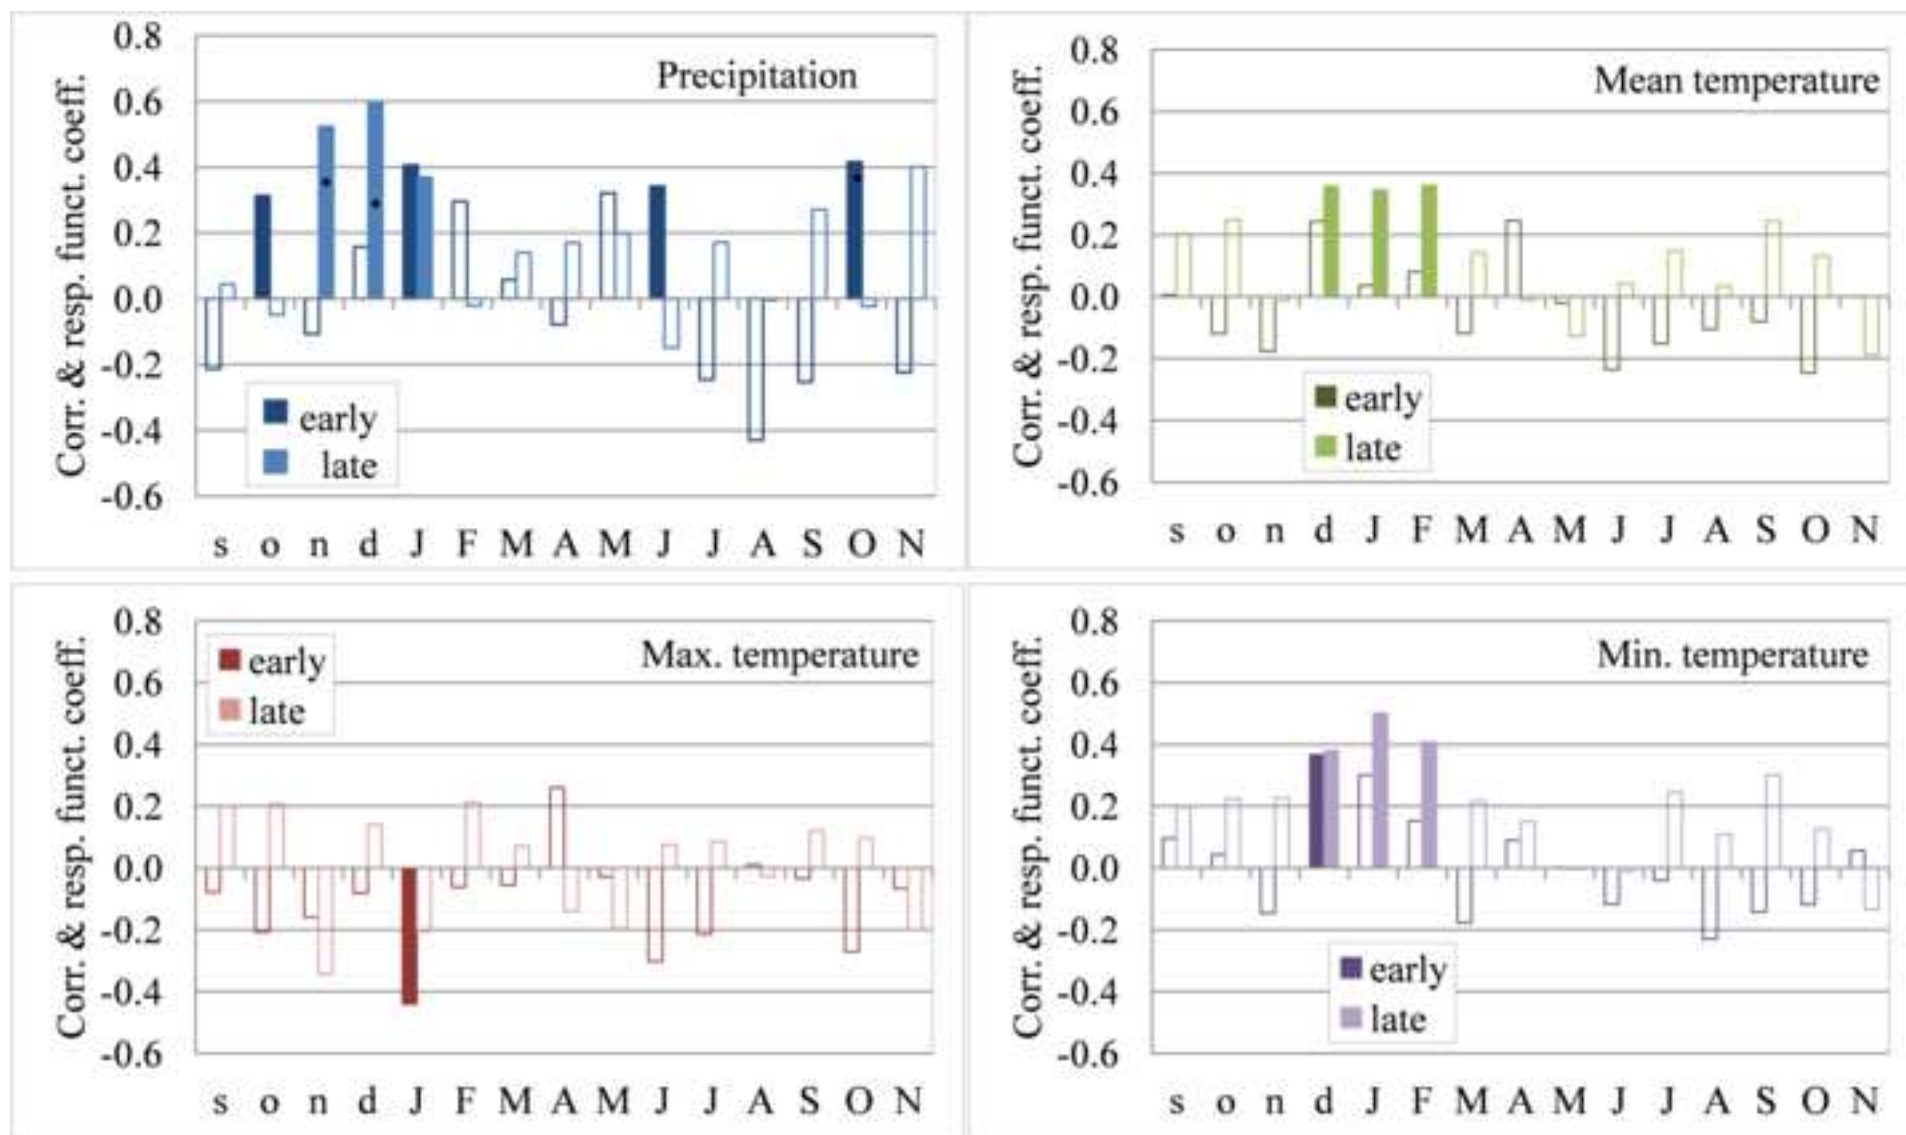 Precipitation
Corr. & resp. funct. coeff.
0.8
0.6
0.4
0.2
0.0
-0.2
-0.4
-0.6
early
late
s o n d J F M A M J J A S O N
Mean temperature
Corr. & resp. funct. coeff.
0.8
0.6
0.4
0.2
0.0
-0.2
-0.4
-0.6
early
late
s o n d J F M A M J J A S O N
Max. temperature
Corr. & resp. funct. coeff.
0.8
0.6
0.4
0.2
0.0
-0.2
-0.4
-0.6
early
late
s o n d J F M A M J J A S O N
Min. temperature
Corr. & resp. funct. coeff.
0.8
0.6
0.4
0.2
0.0
-0.2
-0.4
-0.6
early
late
s o n d J F M A M J J A S O N